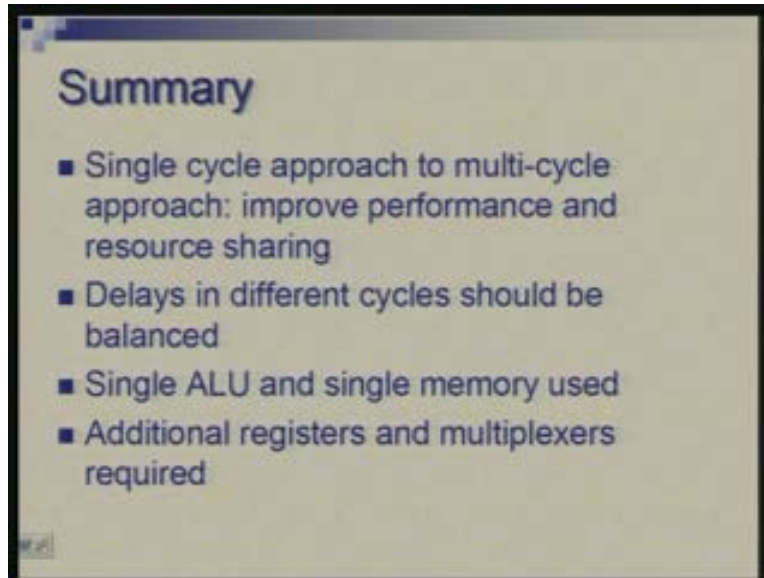 Summary
Single cycle approach to multi-cycle
approach: improve performance and
resource sharing
Delays in different cycles should be
balanced
Single ALU and single memory used
Additional registers and multiplexers
required